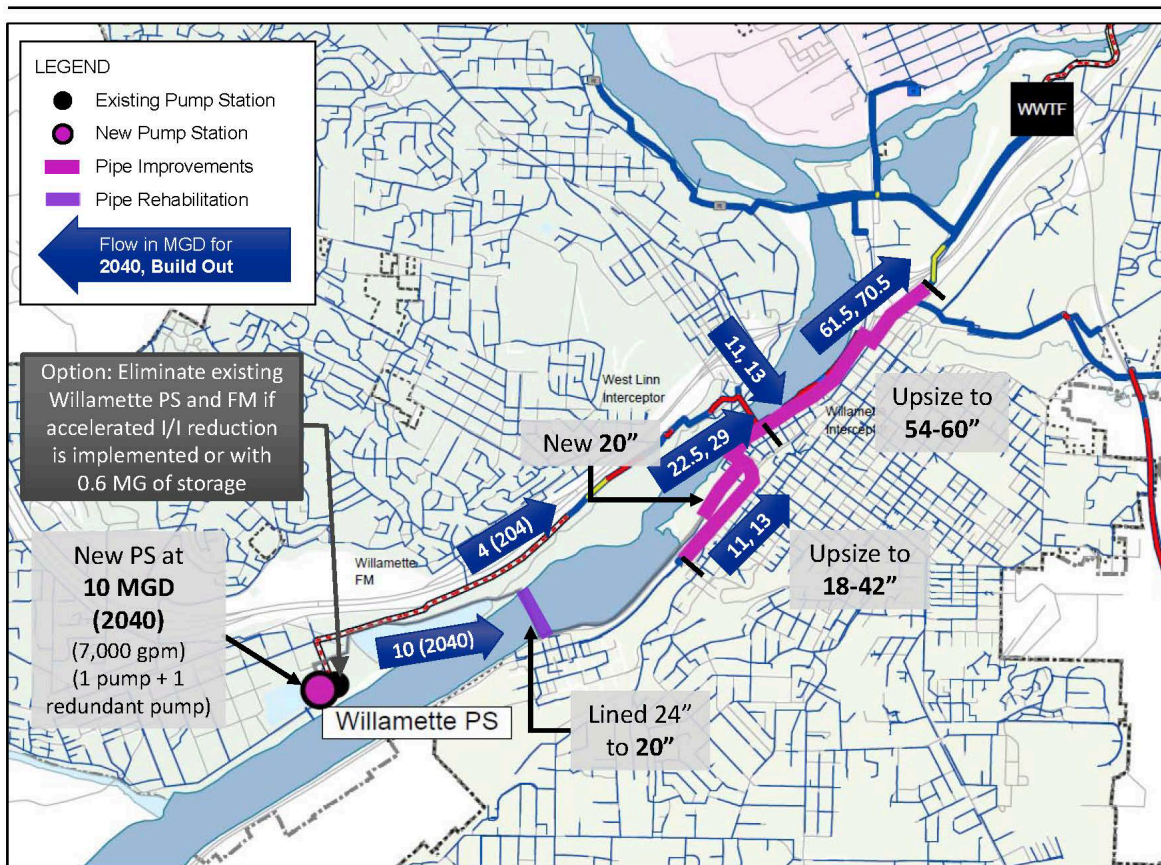 LEGEND
Existing Pump Station
New Pump Station
Pipe Improvements
Pipe Rehabilitation
Flow in MGD for
2040, Build Out
WWTF
61.5, 70.5
11, 13
Option: Eliminate existing
Willamette PS and FM if
accelerated I/I reduction
is implemented or with
0.6 MG of storage
West Linn
Interceptor
Upsize to
54-60”
New 20”
22.5, 29
4 (204)
11, 13
Upsize to
18-42”
New PS at
10 MGD
(2040)
(7,000 gpm)
(1 pump + 1
redundant pump)
Willamette
FM
10 (2040)
Willamette PS
Lined 24”
to 20”